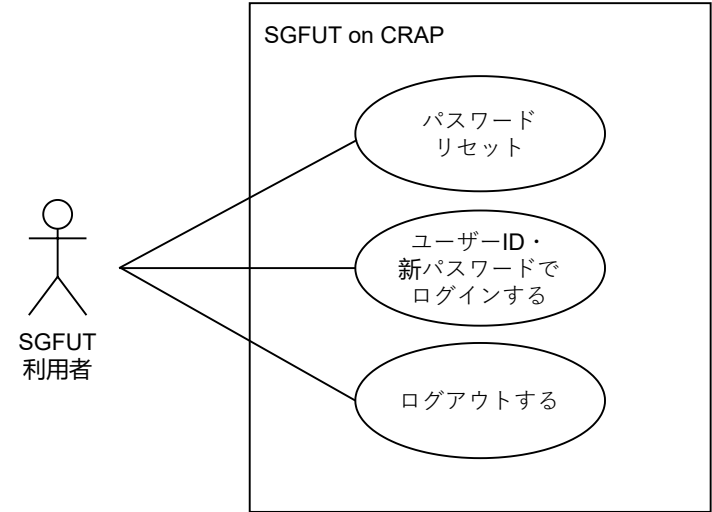 SGFUT on CRAP
パスワード
リセット
ユーザーID・
新パスワードで
ログインする
SGFUT
利用者
ログアウトする